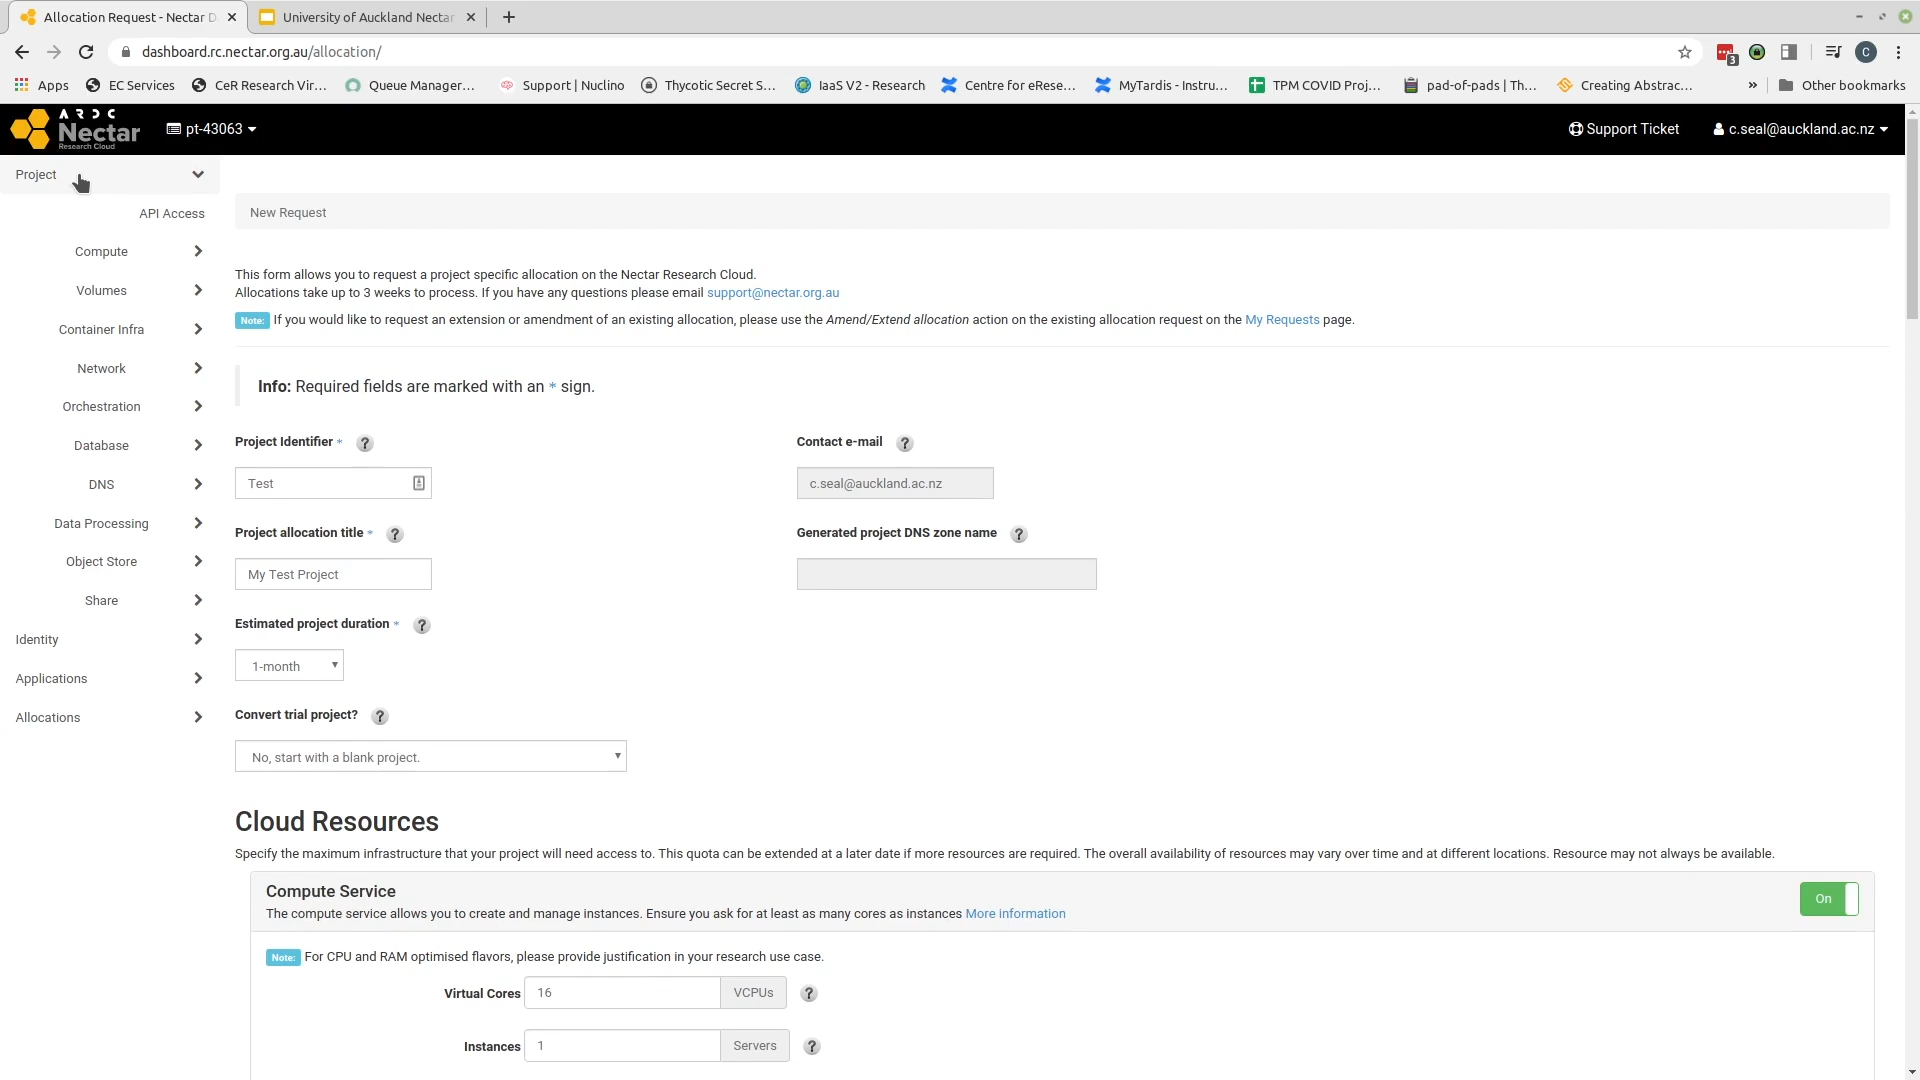 Allocation Request - Nectar D
University of Auckland Nectar
dashboard.rc.nectar.org.au/allocation/
3
C
Apps
EC Services
CeR Research Vir...
Queue Manager...
Support | Nuclino
Thycotic Secret S...
IaaS V2 - Research
Centre for eRese...
MyTardis - Instru...
TPM COVID Proj...
pad-of-pads | Th...
Creating Abstrac...
»
Other bookmarks
Nectar
Research Cloud
pt-43063
Support Ticket
c.seal@auckland.ac.nz
Project
API Access
Compute
Volumes
Container Infra
Network
Orchestration
Database
DNS
Data Processing
Object Store
Share
Identity
Applications
Allocations
New Request
This form allows you to request a project specific allocation on the Nectar Research Cloud.
Allocations take up to 3 weeks to process. If you have any questions please email support@nectar.org.au
Note: If you would like to request an extension or amendment of an existing allocation, please use the Amend/Extend allocation action on the existing allocation request on the My Requests page.
Info: Required fields are marked with an * sign.
Project Identifier * ?
Test
Contact e-mail ?
c.seal@auckland.ac.nz
Project allocation title * ?
My Test Project
Generated project DNS zone name ?
Estimated project duration * ?
1-month
Convert trial project? ?
No, start with a blank project.
Cloud Resources
Specify the maximum infrastructure that your project will need access to. This quota can be extended at a later date if more resources are required. The overall availability of resources may vary over time and at different locations. Resource may not always be available.
Compute Service
The compute service allows you to create and manage instances. Ensure you ask for at least as many cores as instances More information
On
Note: For CPU and RAM optimised flavors, please provide justification in your research use case.
Virtual Cores 16 VCPUs ?
Instances 1 Servers ?